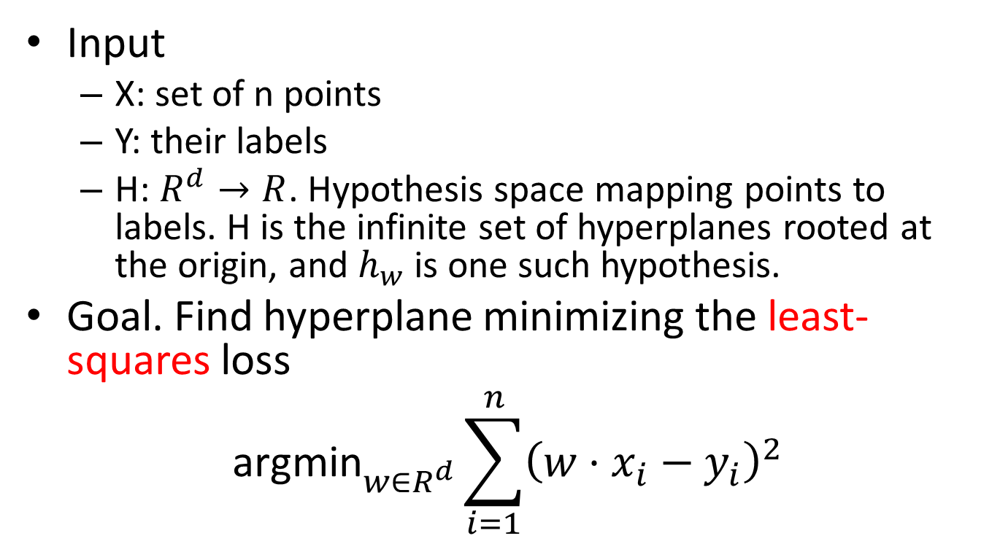 • Input
– X: set of n points
– Y: their labels
– H: $R^d \to R$. Hypothesis space mapping points to
labels. H is the infinite set of hyperplanes rooted at
the origin, and $h_w$ is one such hypothesis.
• Goal. Find hyperplane minimizing the least-
squares loss
$\text{argmin}_{w \in R^d} \sum_{i=1}^{n} (w \cdot x_i - y_i)^2$